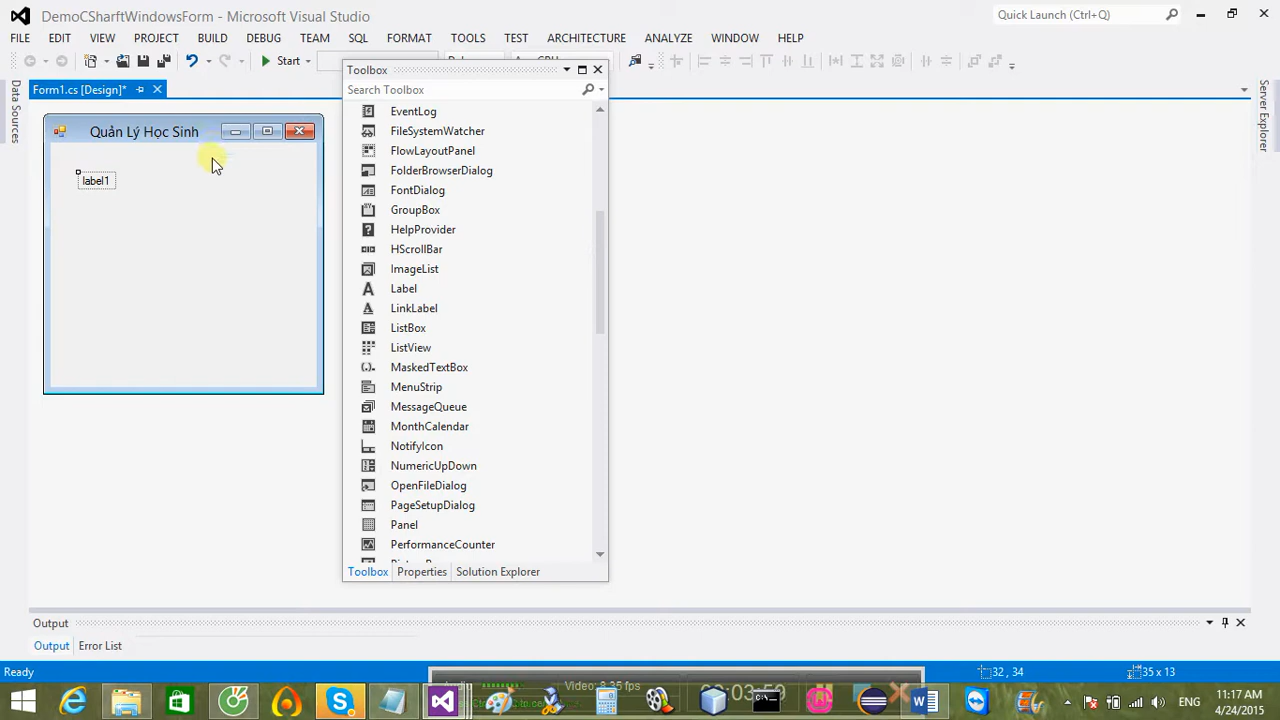 DemoCSharftWindowsForm - Microsoft Visual Studio
Quick Launch (Ctrl+Q)
FILE EDIT VIEW PROJECT BUILD DEBUG TEAM SQL FORMAT TOOLS TEST ARCHITECTURE ANALYZE WINDOW HELP
Start
Toolbox
Form1.cs [Design]*
Search Toolbox
Data Sources
Server Explorer
Quản Lý Học Sinh
label1
EventLog
FileSystemWatcher
FlowLayoutPanel
FolderBrowserDialog
FontDialog
GroupBox
HelpProvider
HScrollBar
ImageList
Label
LinkLabel
ListBox
ListView
MaskedTextBox
MenuStrip
MessageQueue
MonthCalendar
NotifyIcon
NumericUpDown
OpenFileDialog
PageSetupDialog
Panel
PerformanceCounter
Toolbox Properties Solution Explorer
Output
Output Error List
Ready
32 , 34
35 x 13
Video: 8.35 fps
ENG
11:17 AM
4/24/2015